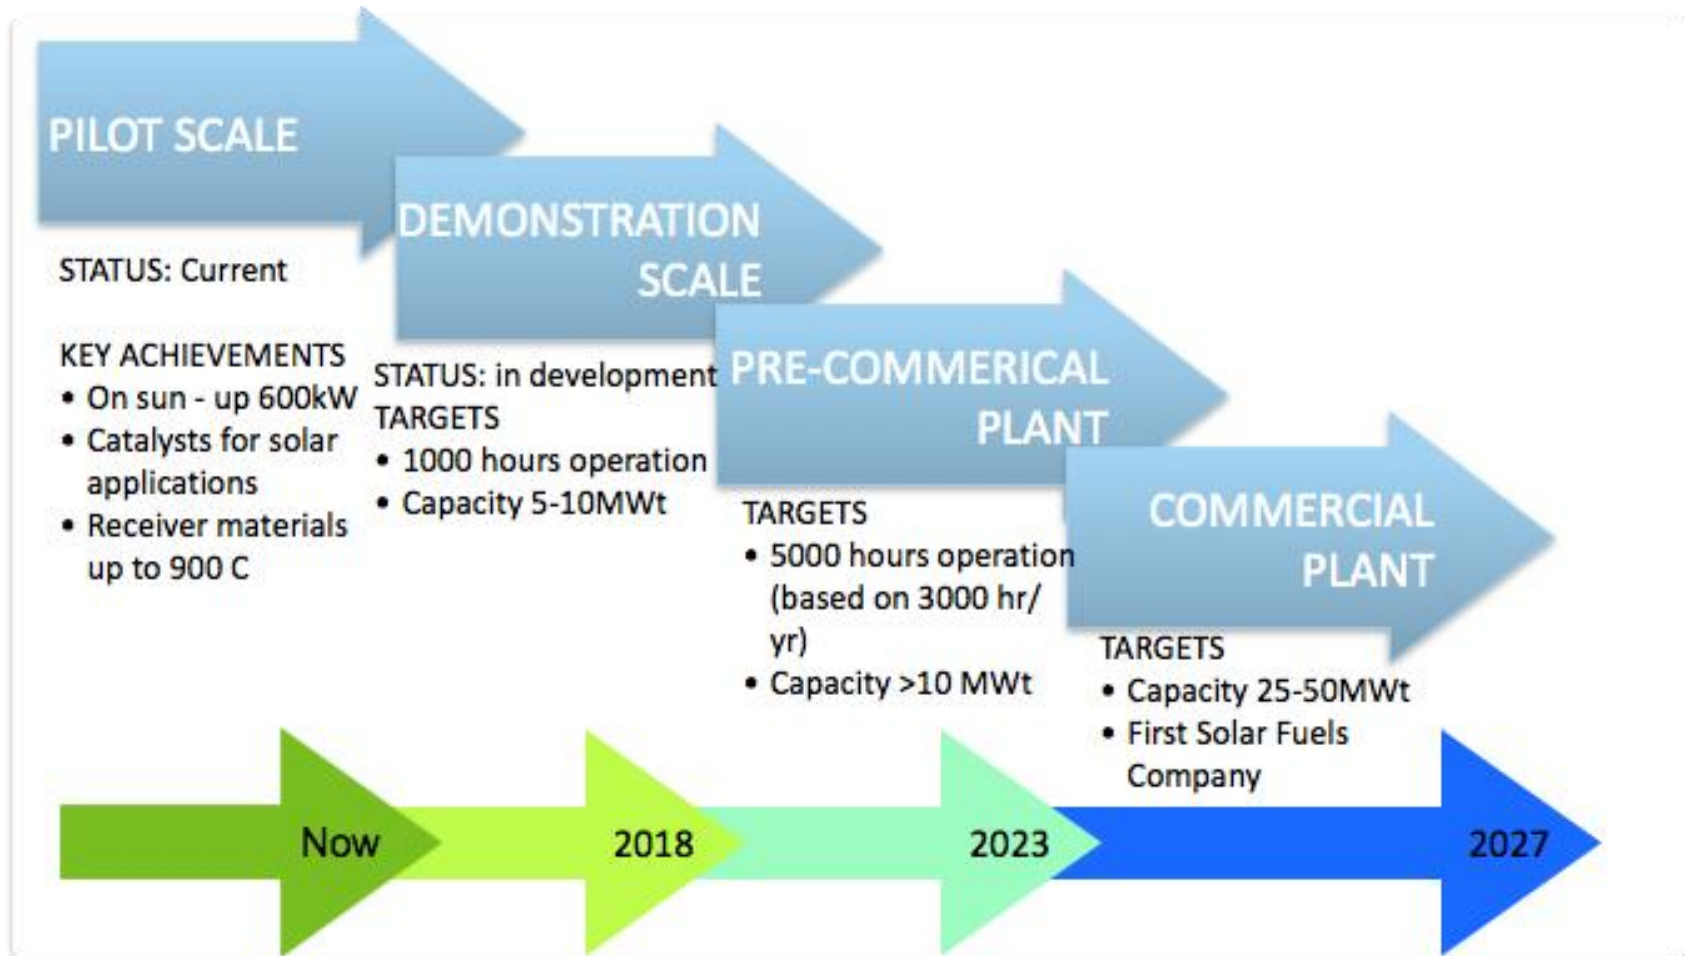 PILOT SCALE
STATUS: Current
KEY ACHIEVEMENTS
• On sun - up 600kW
• Catalysts for solar
applications
• Receiver materials
up to 900 C
DEMONSTRATION
SCALE
STATUS: in development
TARGETS
• 1000 hours operation
• Capacity 5-10MWt
PRE-COMMERICAL
PLANT
TARGETS
• 5000 hours operation
(based on 3000 hr/
yr)
• Capacity >10 MWt
COMMERCIAL
PLANT
TARGETS
• Capacity 25-50MWt
• First Solar Fuels
Company
Now
2018
2023
2027